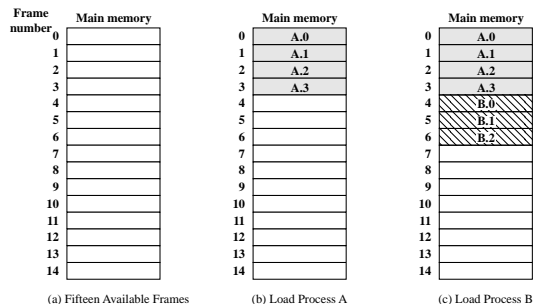 Frame
number
Main memory
0
1
2
3
4
5
6
7
8
9
10
11
12
13
14
(a) Fifteen Available Frames
Main memory
0 A.0
1 A.1
2 A.2
3 A.3
4
5
6
7
8
9
10
11
12
13
14
(b) Load Process A
Main memory
0 A.0
1 A.1
2 A.2
3 A.3
4 B.0
5 B.1
6 B.2
7
8
9
10
11
12
13
14
(c) Load Process B